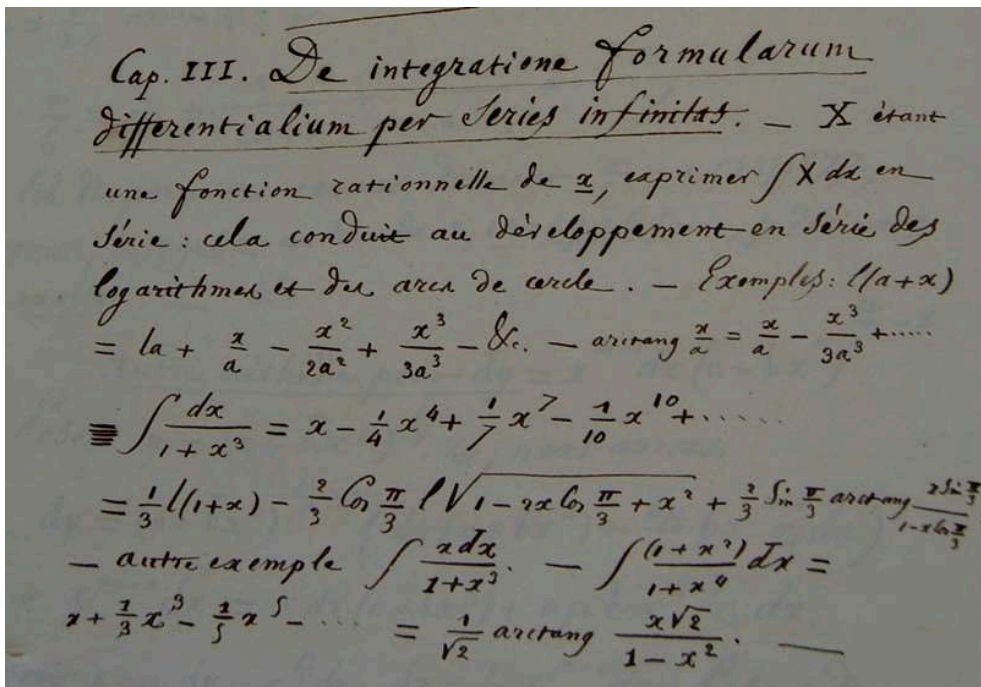 Cap. III. De integratione formularum
differentialium per Series infinitas. — X étant
une fonction rationnelle de x, exprimer ∫ X dx en
Série : cela conduit au développement en Série des
logarithmes et des arcs de cercle. — Exemples: l(a+x)
= la + x/a − x²/2a² + x³/3a³ − &c. — arctang x/a = x/a − x³/3a³ + .....
= ∫ dx/(1+x³) = x − 1/4 x⁴ + 1/7 x⁷ − 1/10 x¹⁰ + ......
= 1/3 l(1+x) − 2/3 Cos π/3 l√(1−2x Cos π/3 + x²) + 2/3 Sin π/3 arctang (x Sin π/3)/(1−x Cos π/3)
— autre exemple ∫ xdx/(1+x³). — ∫ (1+x²)/(1+x⁴) dx =
x + 1/3 x³ − 1/5 x⁵ − .... = 1/√2 arctang x√2/(1−x²). —